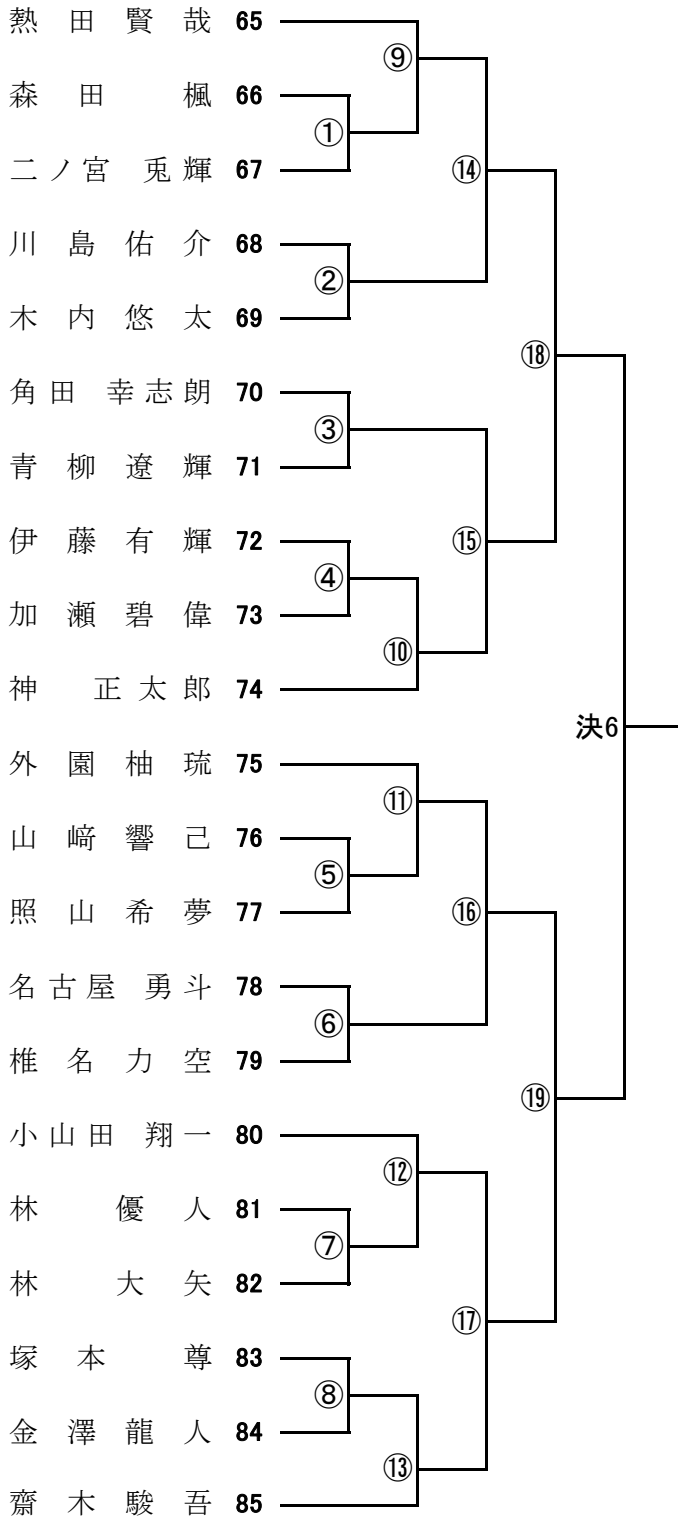 熱田賢哉 65
⑨
森田 楓 66
①
二ノ宮 兎輝 67
⑭
川島佑介 68
②
木内悠太 69
⑱
角田 幸志朗 70
③
青柳遼輝 71
伊藤有輝 72
⑮
④
加瀬碧偉 73
⑩
神 正太郎 74
決6
外園柚琉 75
⑪
山﨑響己 76
⑤
照山希夢 77
⑯
名古屋 勇斗 78
⑥
椎名力空 79
⑲
小山田 翔一 80
⑫
林 優人 81
⑦
林 大矢 82
⑰
塚本 尊 83
⑧
金澤龍人 84
⑬
齋木駿吾 85